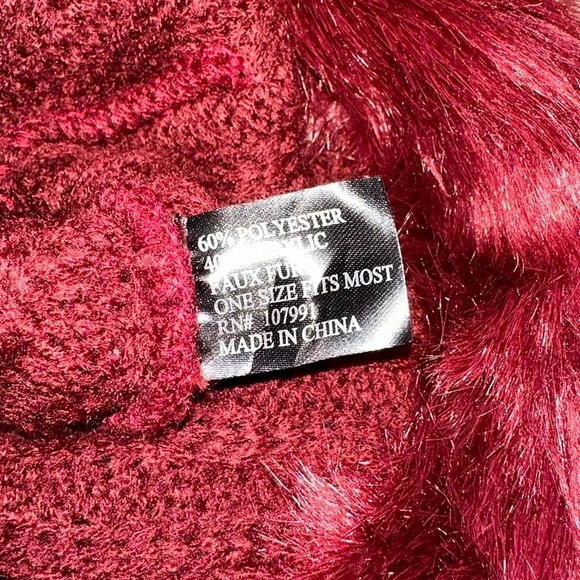 60% POLYESTER
40%
FAUX FUR
ONE SIZE FITS MOST
RN# 107991
MADE IN CHINA